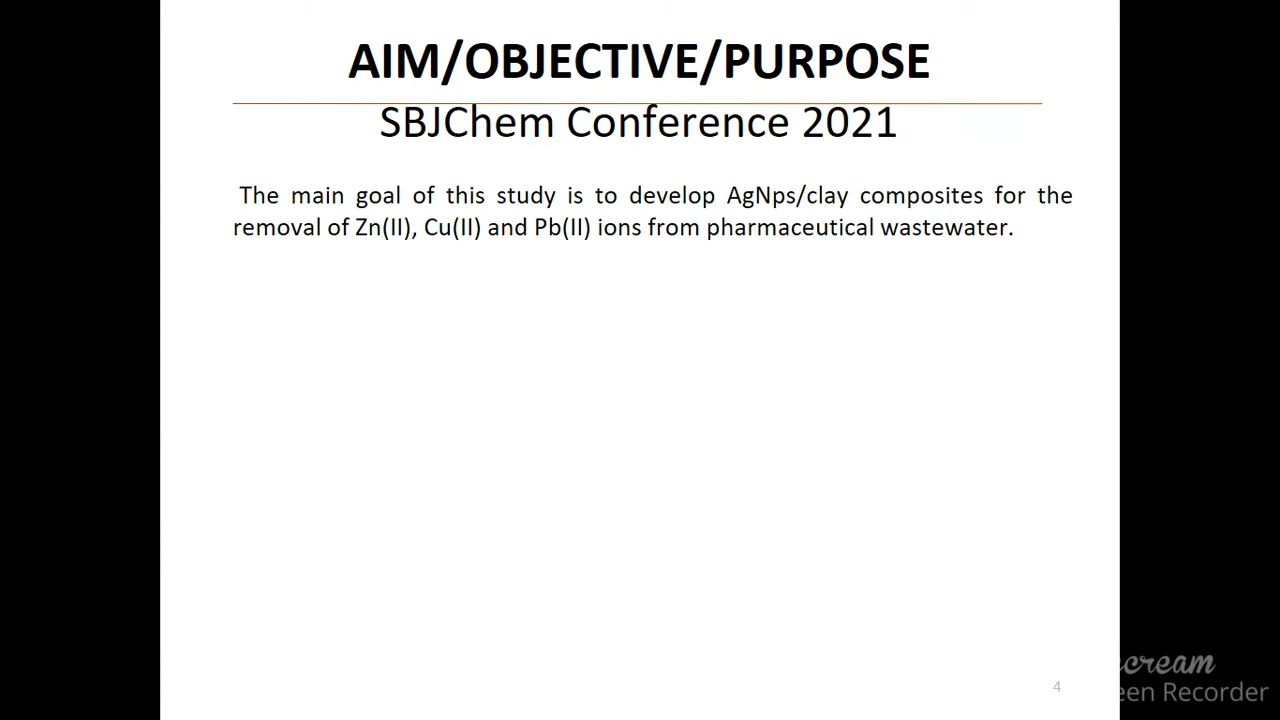 AIM/OBJECTIVE/PURPOSE
SBJChem Conference 2021
The main goal of this study is to develop AgNps/clay composites for the
removal of Zn(II), Cu(II) and Pb(II) ions from pharmaceutical wastewater.
4
Recorder